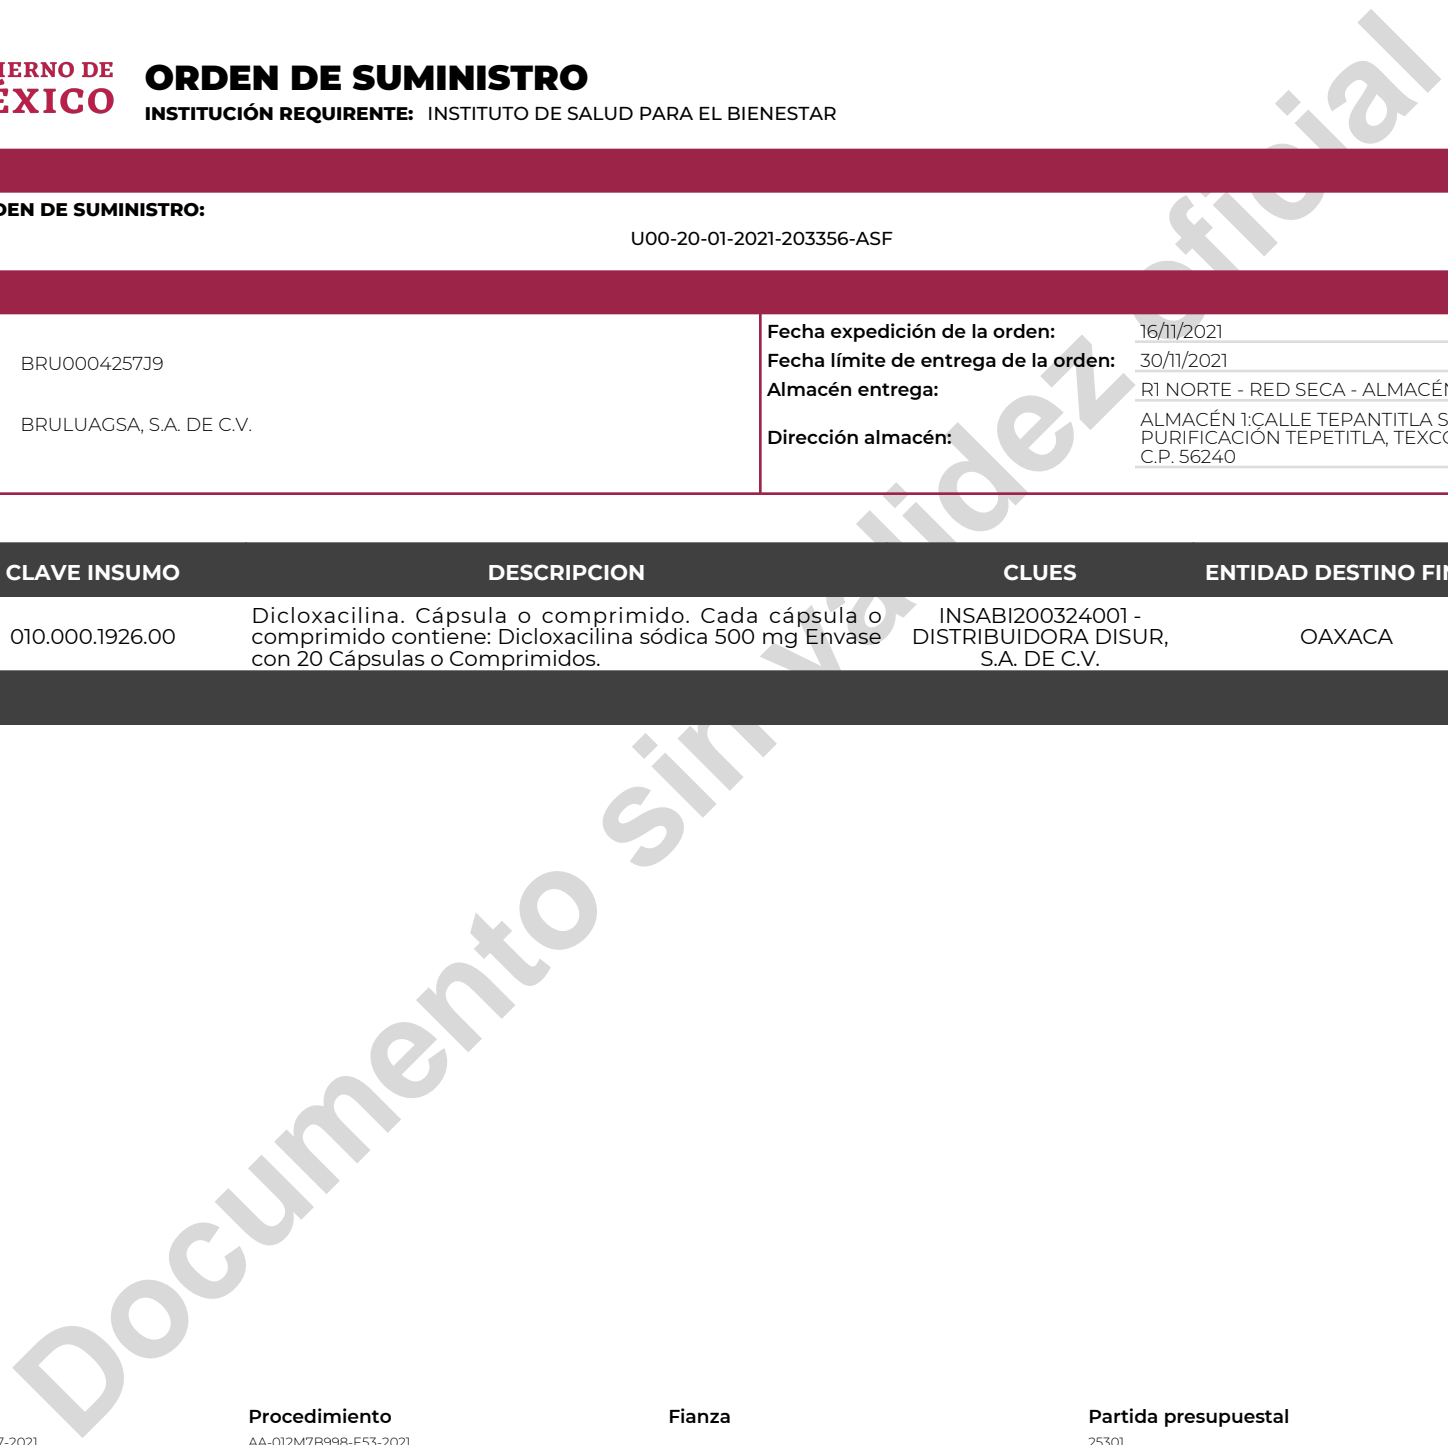 ORDEN DE SUMINISTRO
INSTITUCIÓN REQUIRENTE: INSTITUTO DE SALUD PARA EL BIENESTAR
IERNO DE
ÉXICO
DEN DE SUMINISTRO:
U00-20-01-2021-203356-ASF
BRU0004257J9
BRULUAGSA, S.A. DE C.V.
Fecha expedición de la orden: 16/11/2021
Fecha límite de entrega de la orden: 30/11/2021
Almacén entrega: R1 NORTE - RED SECA - ALMACÉN
Dirección almacén:
ALMACÉN 1:CALLE TEPANTITLA S
PURIFICACIÓN TEPETITLA, TEXCO
C.P. 56240
CLAVE INSUMO DESCRIPCION CLUES ENTIDAD DESTINO FIN
010.000.1926.00
Dicloxacilina. Cápsula o comprimido. Cada cápsula o
comprimido contiene: Dicloxacilina sódica 500 mg Envase
con 20 Cápsulas o Comprimidos.
INSABI200324001 -
DISTRIBUIDORA DISUR,
S.A. DE C.V.
OAXACA
Documento sin validez oficial
Procedimiento Fianza Partida presupuestal
7-2021 AA-012M7B998-E53-2021 25301